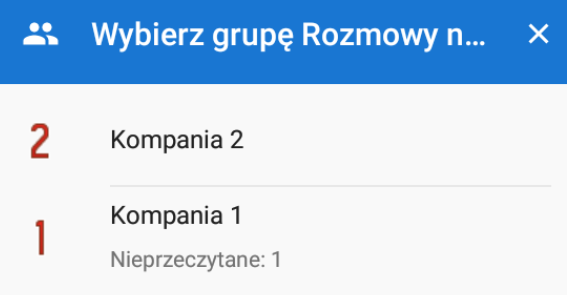 Wybierz grupę Rozmowy n...
2
Kompania 2
1
Kompania 1
Nieprzeczytane: 1